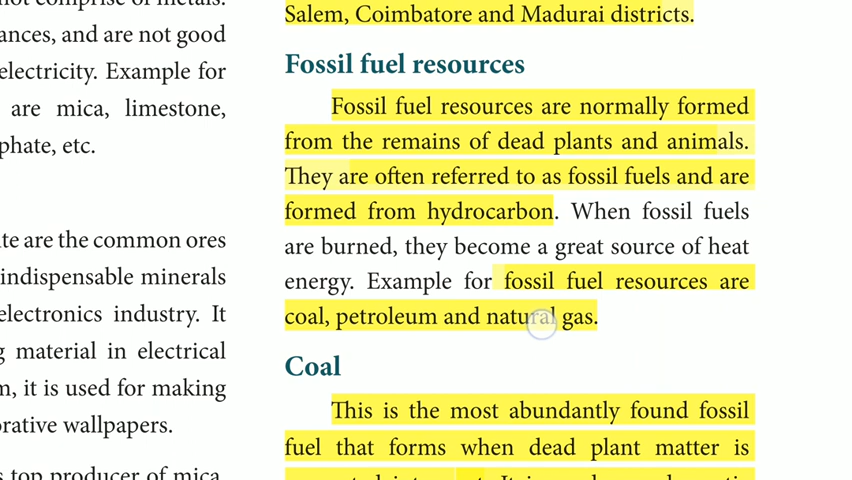 not comprise of metals.
ances, and are not good
electricity. Example for
are mica, limestone,
phate, etc.
are the common ores
indispensable minerals
electronics industry. It
material in electrical
it is used for making
orative wallpapers.
top producer of mica,
Salem, Coimbatore and Madurai districts.
Fossil fuel resources
Fossil fuel resources are normally formed
from the remains of dead plants and animals.
They are often referred to as fossil fuels and are
formed from hydrocarbon. When fossil fuels
are burned, they become a great source of heat
energy. Example for fossil fuel resources are
coal, petroleum and natural gas.
Coal
This is the most abundantly found fossil
fuel that forms when dead plant matter is